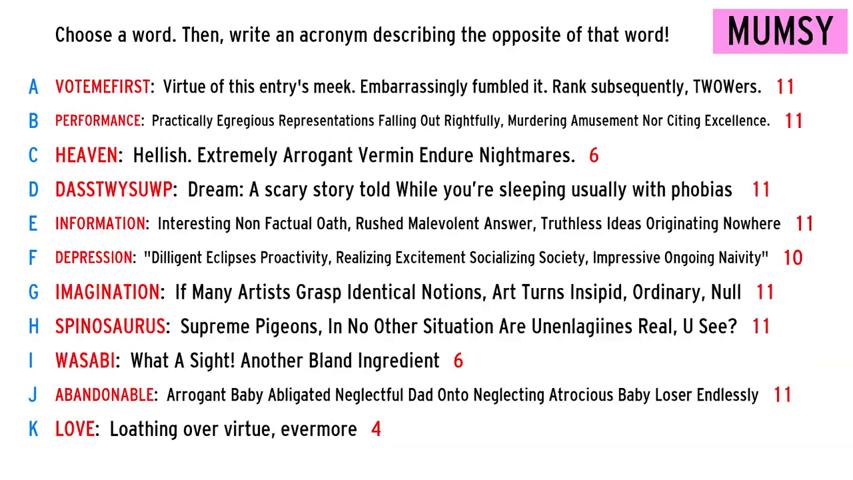 Choose a word. Then, write an acronym describing the opposite of that word!
MUMSY
A VOTEMEFIRST: Virtue of this entry's meek. Embarrassingly fumbled it. Rank subsequently, TWOWers. 11
B PERFORMANCE: Practically Egregious Representations Falling Out Rightfully, Murdering Amusement Nor Citing Excellence. 11
C HEAVEN: Hellish. Extremely Arrogant Vermin Endure Nightmares. 6
D DASSTWYSUWP: Dream: A scary story told While you're sleeping usually with phobias 11
E INFORMATION: Interesting Non Factual Oath, Rushed Malevolent Answer, Truthless Ideas Originating Nowhere 11
F DEPRESSION: "Dilligent Eclipses Proactivity, Realizing Excitement Socializing Society, Impressive Ongoing Naivity" 10
G IMAGINATION: If Many Artists Grasp Identical Notions, Art Turns Insipid, Ordinary, Null 11
H SPINOSAURUS: Supreme Pigeons, In No Other Situation Are Unenlagiines Real, U See? 11
I WASABI: What A Sight! Another Bland Ingredient 6
J ABANDONABLE: Arrogant Baby Abligated Neglectful Dad Onto Neglecting Atrocious Baby Loser Endlessly 11
K LOVE: Loathing over virtue, evermore 4